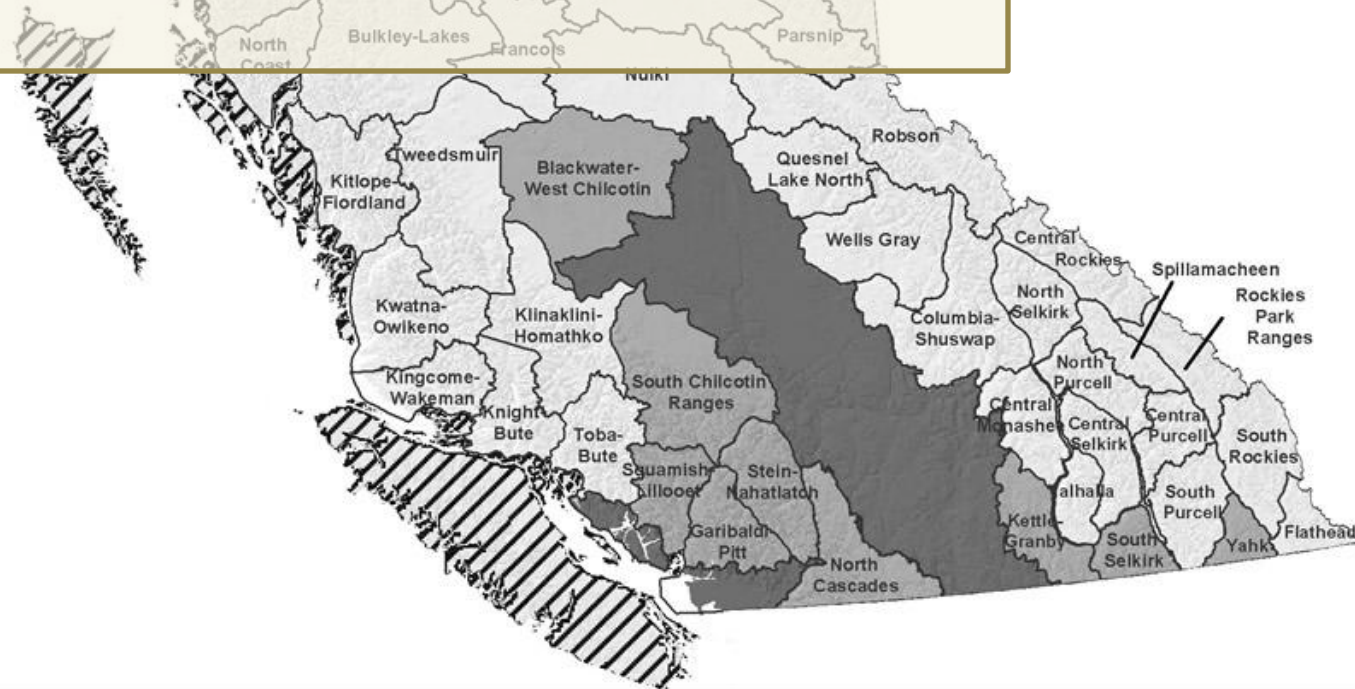 North
Coast
Bulkley-Lakes
Francois
Parsnip
Nulki
Robson
Tweedsmuir
Blackwater-
West Chilcotin
Quesnel
Lake North
Kitlope-
Fiordland
Wells Gray
Central
Rockies
Spillamacheen
Rockies
Park
Ranges
Kwatna-
Owikeno
Klinaklini-
Homathko
Columbia-
Shuswap
North
Selkirk
North
Purcell
Kingcome-
Wakeman
South Chilcotin
Ranges
Knight-
Bute
Toba-
Bute
Central
Monashee
Central
Selkirk
Central
Purcell
South
Rockies
Squamish-
Lillooet
Stein-
Nahatlatch
Valhalla
South
Purcell
Garibaldi-
Pitt
Kettle-
Granby
South
Selkirk
Yahk
Flathead
North
Cascades